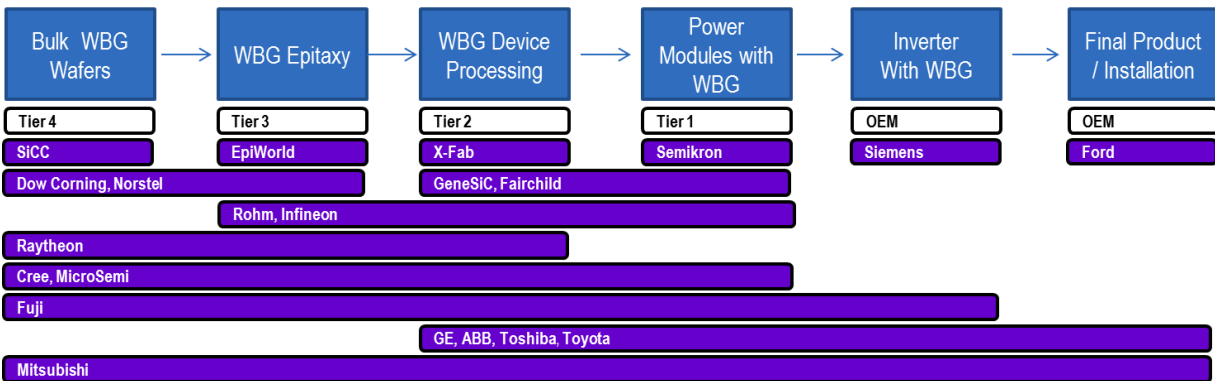 Bulk WBG
Wafers
WBG Epitaxy
WBG Device
Processing
Power
Modules with
WBG
Inverter
With WBG
Final Product
/ Installation
Tier 4
Tier 3
Tier 2
Tier 1
OEM
OEM
SiCC
EpiWorld
X-Fab
Semikron
Siemens
Ford
Dow Corning, Norstel
GeneSiC, Fairchild
Rohm, Infineon
Raytheon
Cree, MicroSemi
Fuji
GE, ABB, Toshiba, Toyota
Mitsubishi